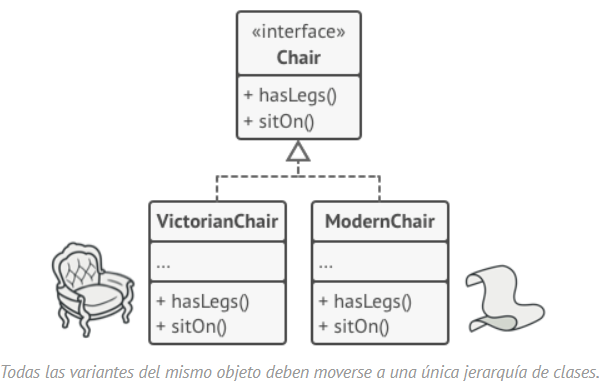 «interface»
Chair
+ hasLegs()
+ sitOn()
VictorianChair
...
+ hasLegs()
+ sitOn()
ModernChair
...
+ hasLegs()
+ sitOn()
Todas las variantes del mismo objeto deben moverse a una única jerarquía de clases.